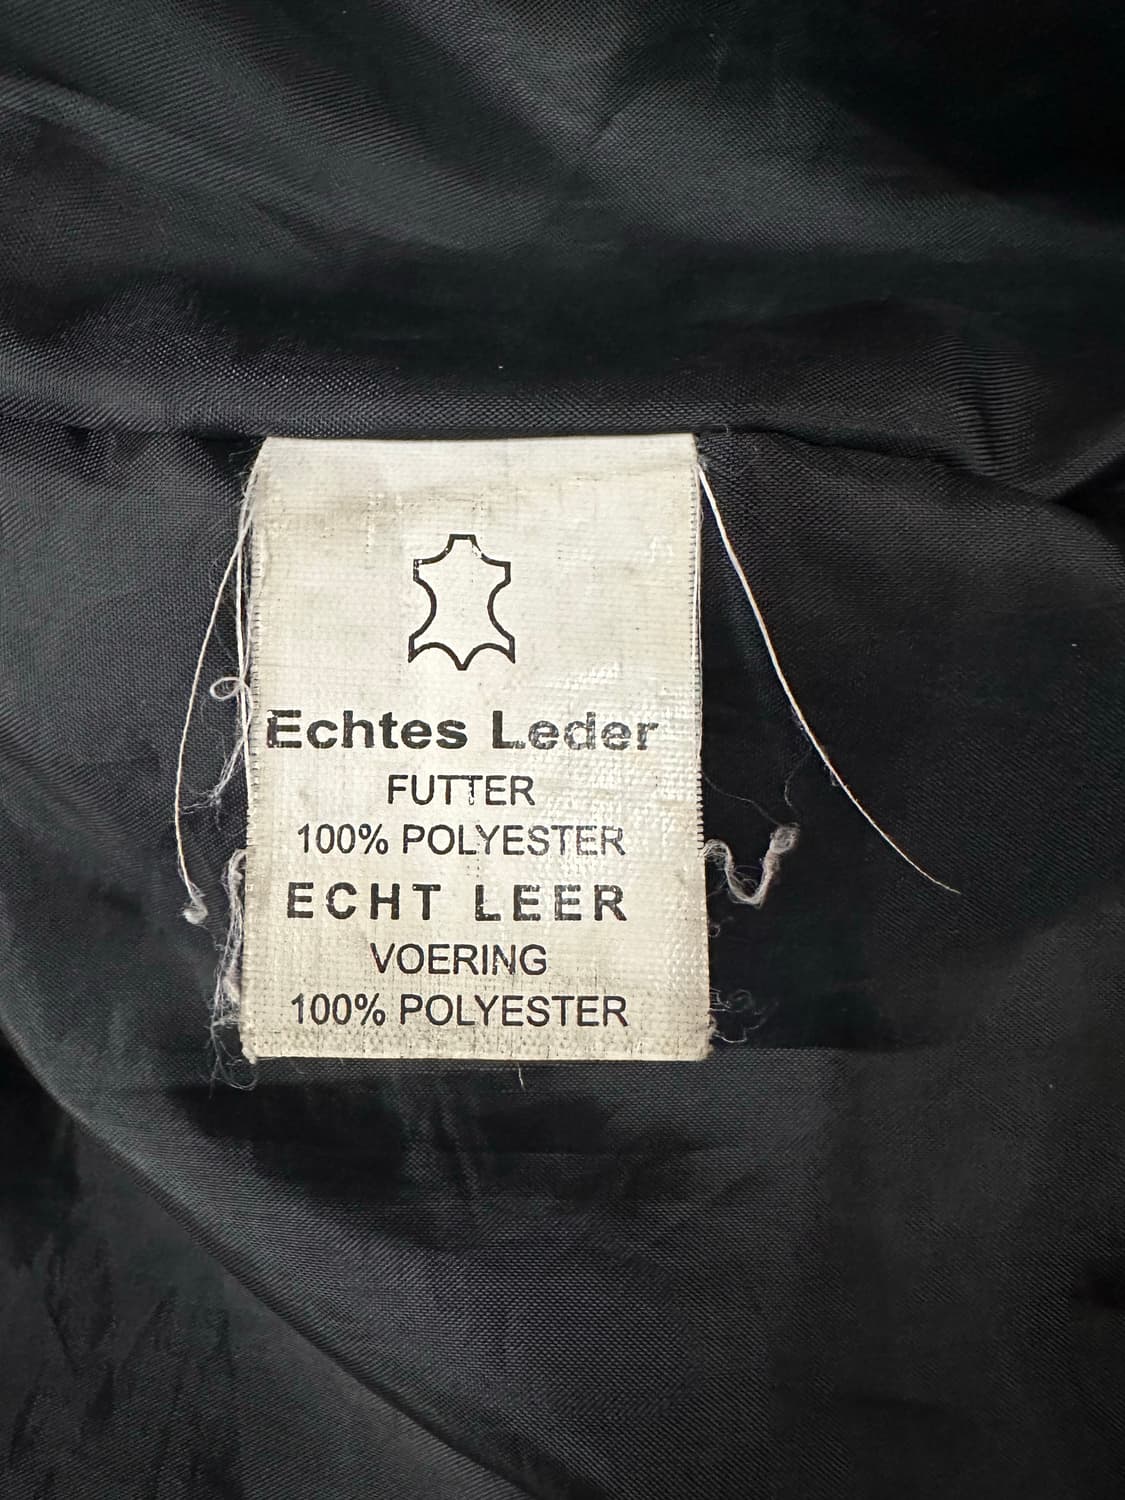 Echtes Leder
FUTTER
100% POLYESTER
ECHT LEER
VOERING
100% POLYESTER